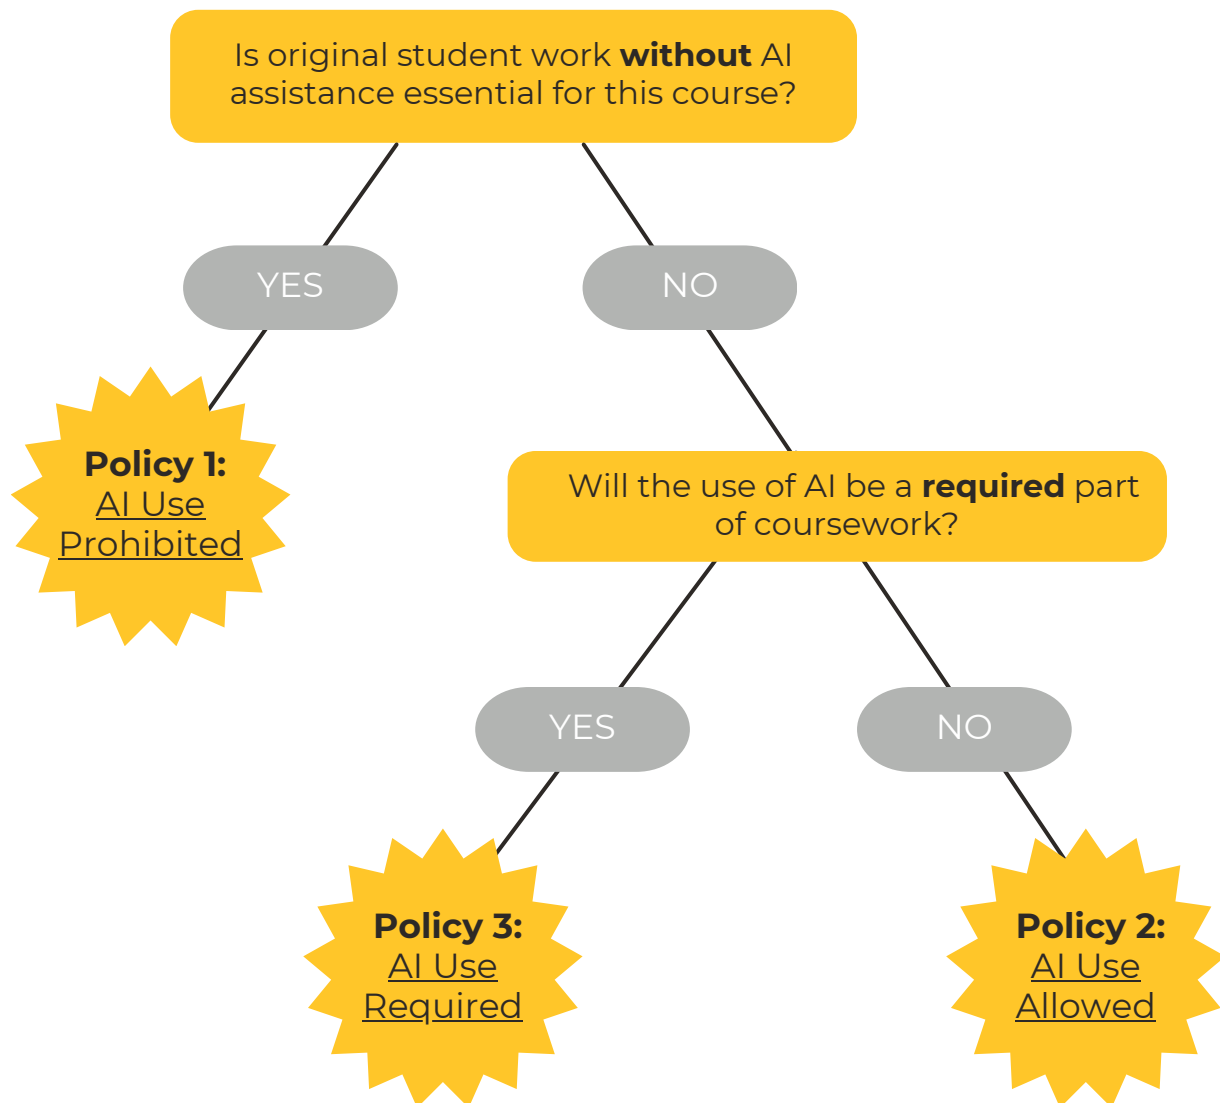 Is original student work without AI
assistance essential for this course?
YES
NO
Policy 1:
AI Use
Prohibited
Will the use of AI be a required part
of coursework?
YES
NO
Policy 3:
AI Use
Required
Policy 2:
AI Use
Allowed